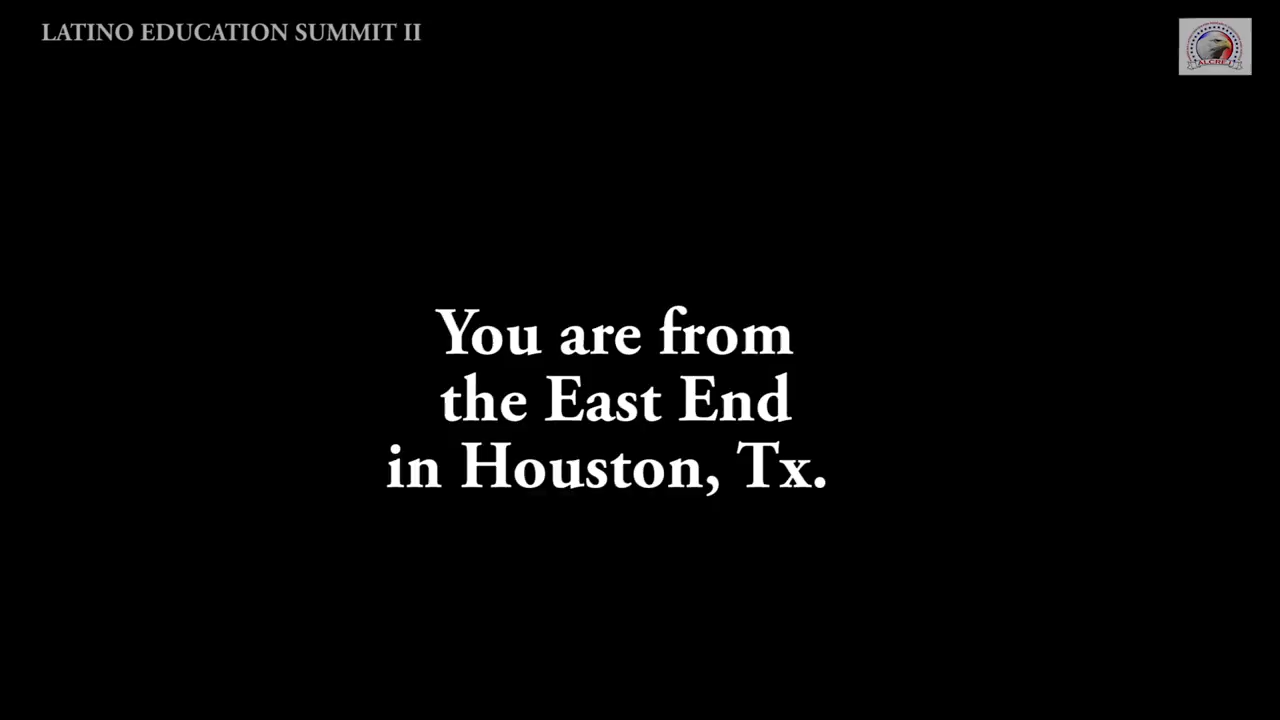 LATINO EDUCATION SUMMIT II
You are from
the East End
in Houston, Tx.